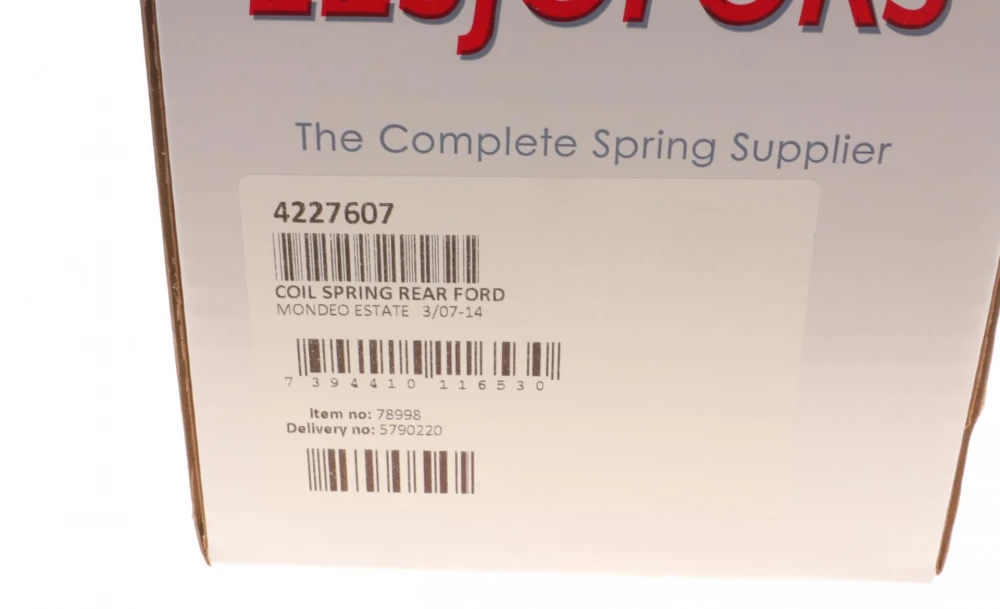 LESJÖFORS
The Complete Spring Supplier
4227607
COIL SPRING REAR FORD
MONDEO ESTATE 3/07-14
7 394410 116530
Item no: 78998
Delivery no: 5790220